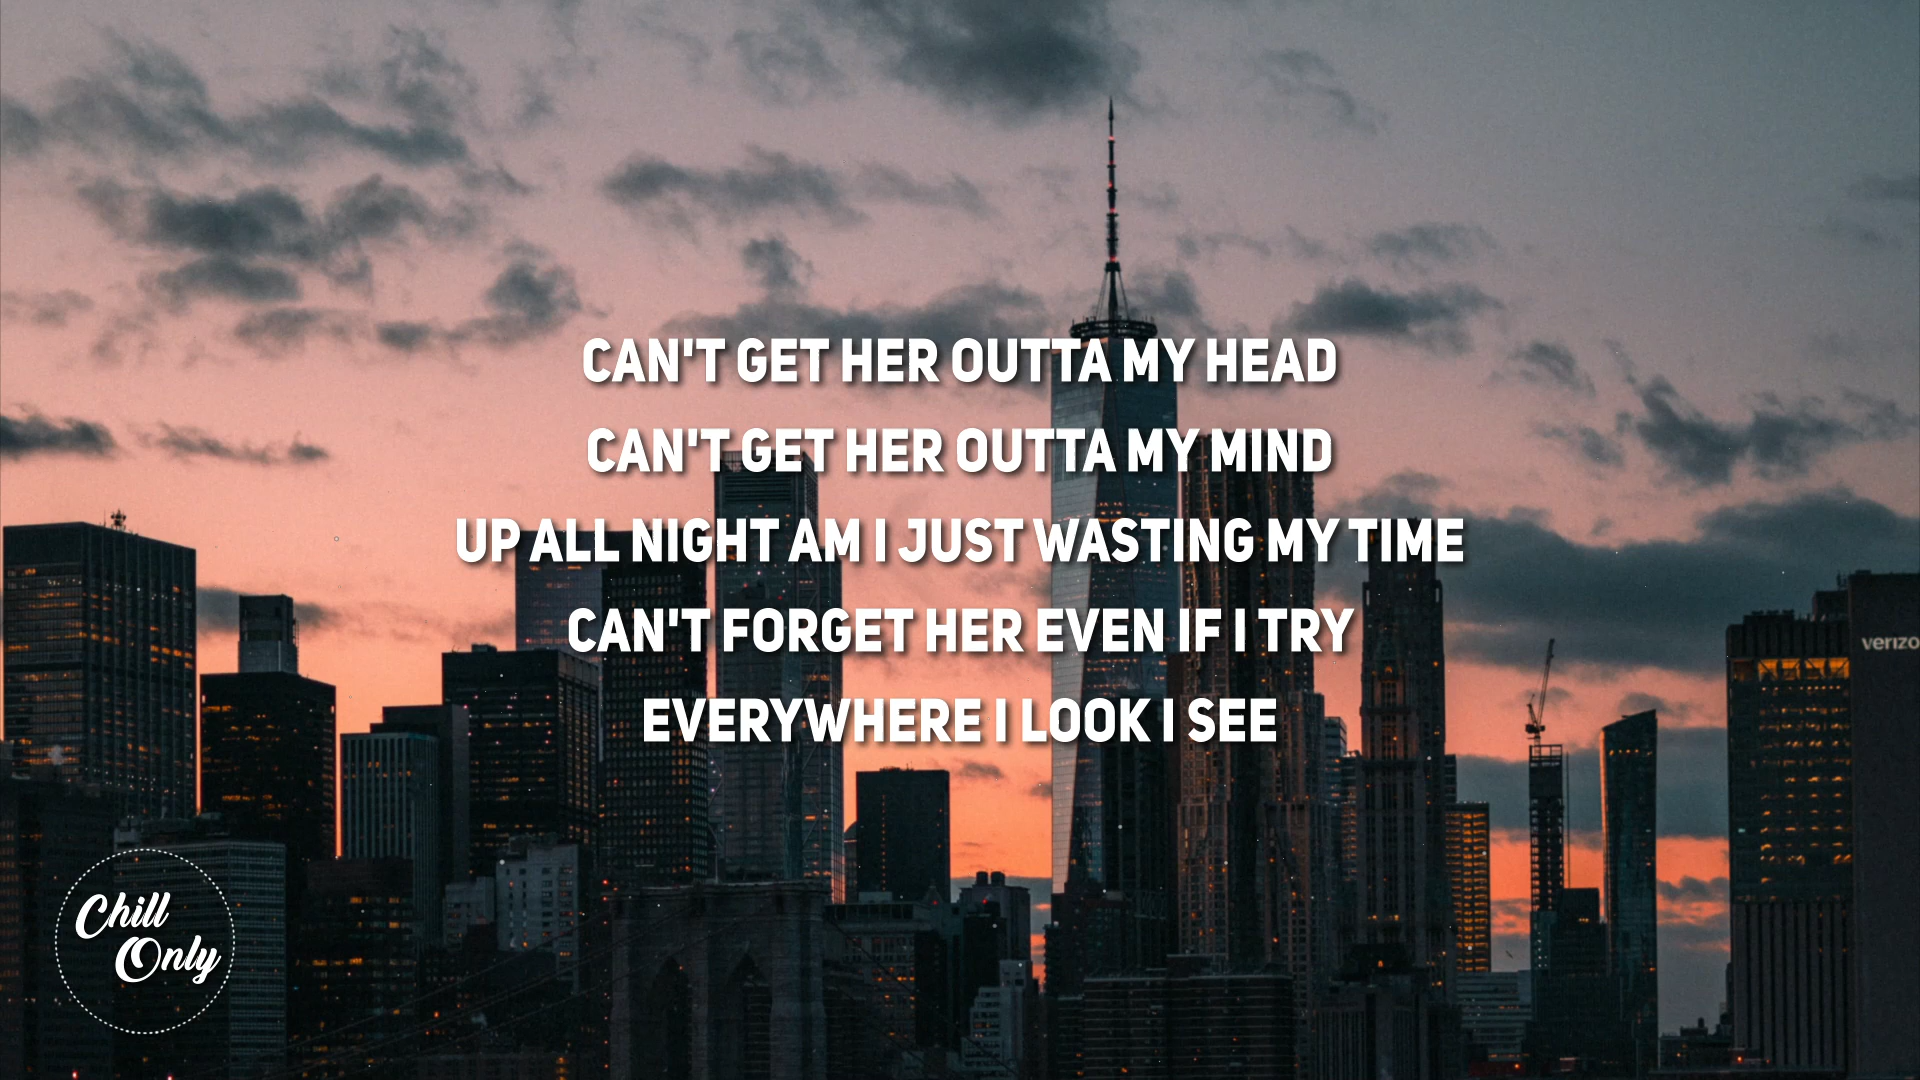 CAN'T GET HER OUTTA MY HEAD
CAN'T GET HER OUTTA MY MIND
UP ALL NIGHT AM I JUST WASTING MY TIME
CAN'T FORGET HER EVEN IF I TRY
EVERYWHERE I LOOK I SEE
verizo
Chill
Only